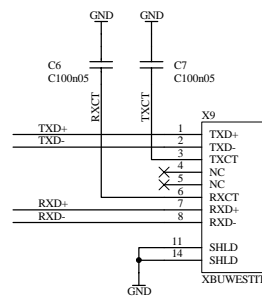 GND GND
C6 C7
C100n05 C100n05
RXCT TXCT
X9
TXD+ 1 TXD+
TXD- 2 TXD-
3 TXCT
4 NC
5 NC
6 RXCT
RXD+ 7 RXD+
RXD- 8 RXD-
11 SHLD
14 SHLD
GND
XBUWESTIT